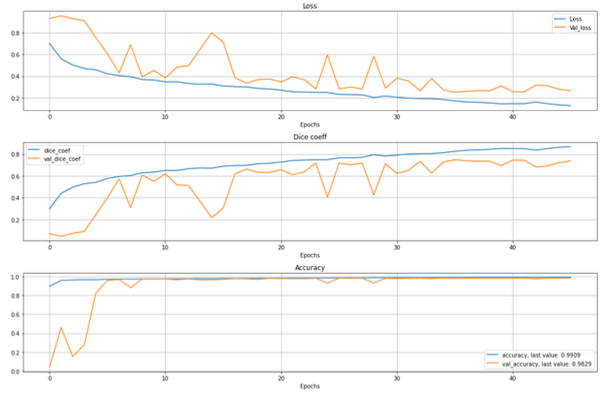 Loss
Loss
Val_loss
0.8
0.6
0.4
0.2
0
10
20
30
40
Epochs
Dice coeff
dice_coef
val_dice_coef
0.8
0.6
0.4
0.2
0
10
20
30
40
Epochs
Accuracy
1.0
0.8
0.6
0.4
0.2
0.0
accuracy, last value: 0.9909
val_accuracy, last value: 0.9829
0
10
20
30
40
Epochs